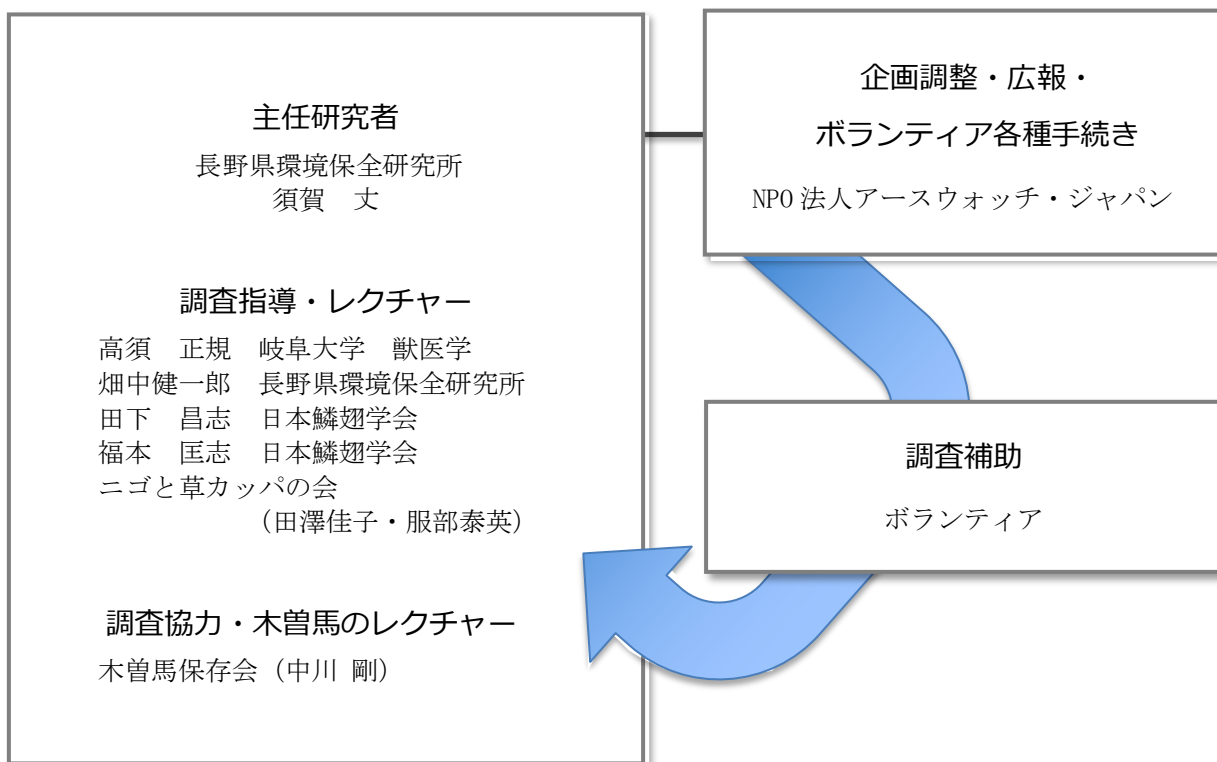 主任研究者
長野県環境保全研究所
須賀　丈
調査指導・レクチャー
高須　正規　岐阜大学　獣医学
畑中健一郎　長野県環境保全研究所
田下　昌志　日本鱗翅学会
福本　匡志　日本鱗翅学会
ニゴと草カッパの会
（田澤佳子・服部泰英）
調査協力・木曽馬のレクチャー
木曽馬保存会（中川 剛）
企画調整・広報・
ボランティア各種手続き
NPO 法人アースウォッチ・ジャパン
調査補助
ボランティア